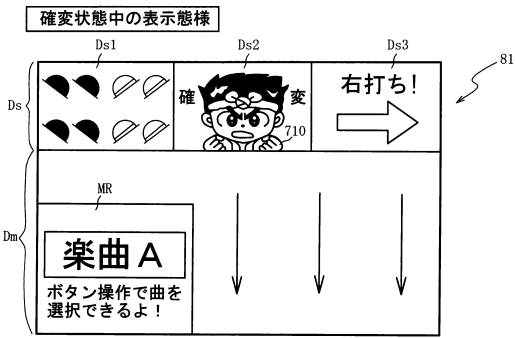 確変状態中の表示態様
Ds1
Ds2
Ds3
81
Ds
確
変
右打ち！
710
Dm
MR
楽曲A
ボタン操作で曲を
選択できるよ！